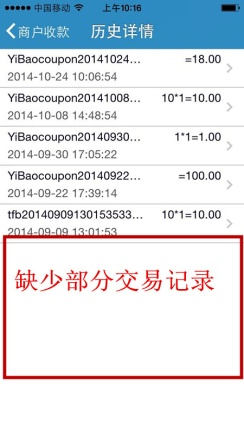 中国移动 上午10:16
商户收款 历史详情
YiBaocoupon20141024... =18.00
2014-10-24 10:06:54
YiBaocoupon20141008... 10*1=10.00
2014-10-08 14:48:54
YiBaocoupon20140930... 1*1=1.00
2014-09-30 17:05:22
YiBaocoupon20140922... =100.00
2014-09-22 17:39:14
tfb20140909130153533... 10*1=10.00
2014-09-09 13:01:53
缺少部分交易记录